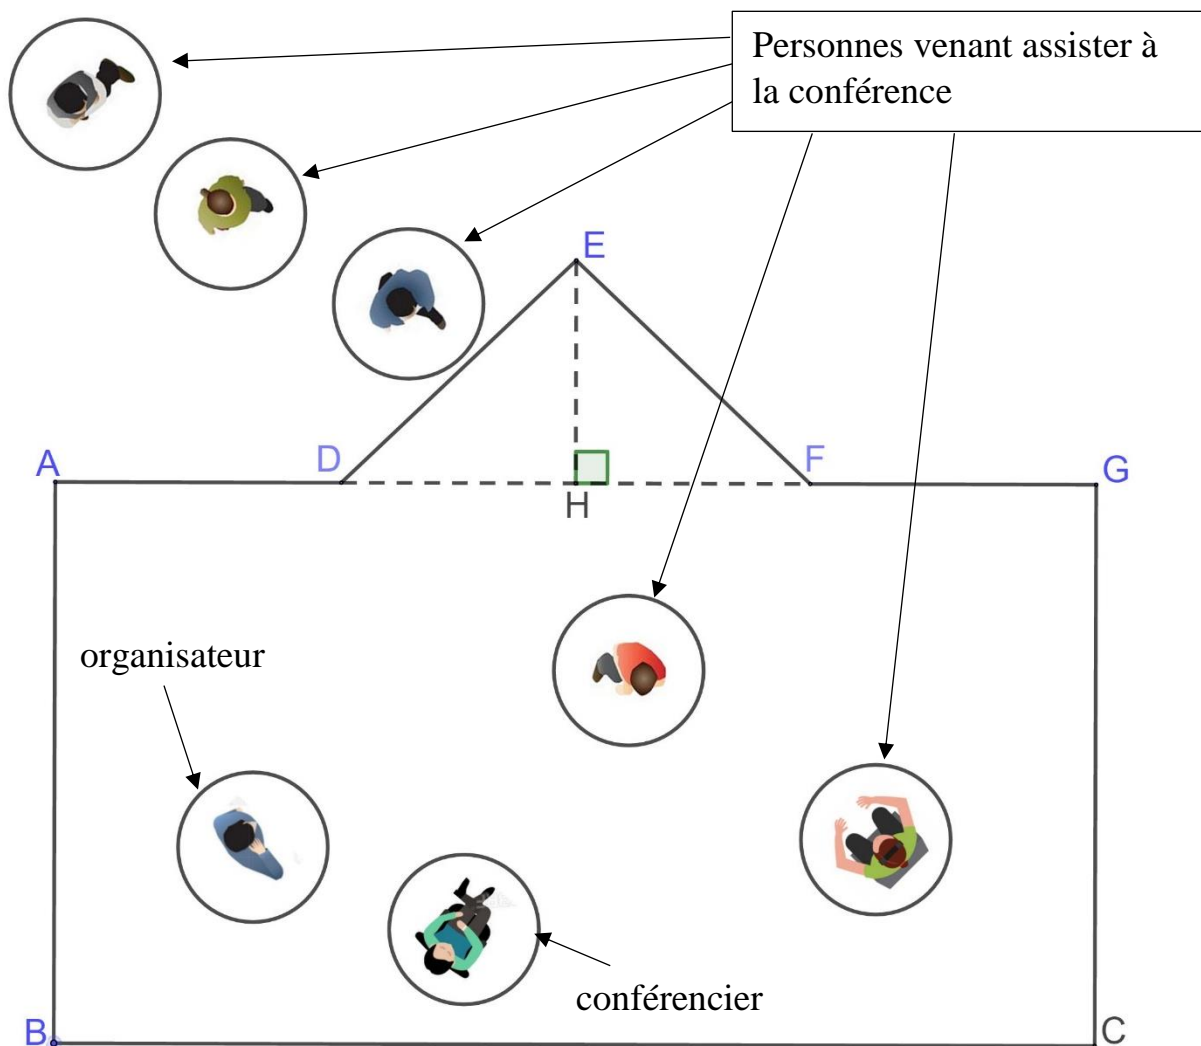 Personnes venant assister à
la conférence
E
A
D
F
G
H
organisateur
conférencier
B
C